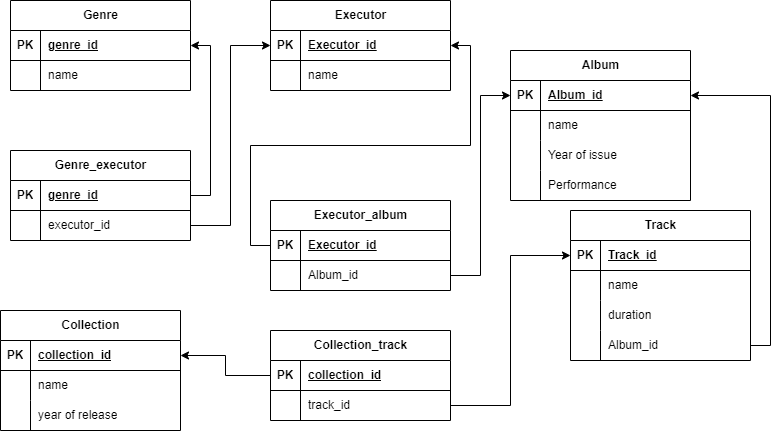 Genre
PK genre_id
name
Executor
PK Executor_id
name
Album
PK Album_id
name
Year of issue
Performance
Genre_executor
PK genre_id
executor_id
Executor_album
PK Executor_id
Album_id
Track
PK Track_id
name
duration
Album_id
Collection
PK collection_id
name
year of release
Collection_track
PK collection_id
track_id